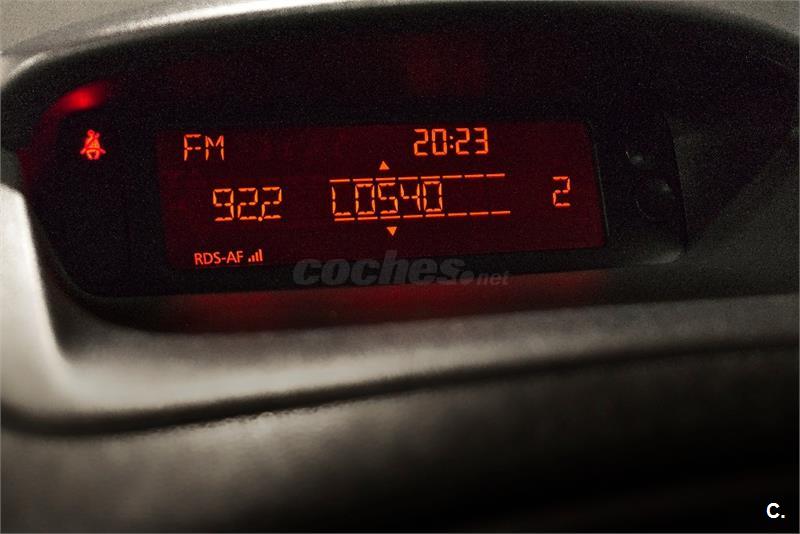 FM 20:23
92.2 LOS40 2
RDS-AF
coches.net
C.